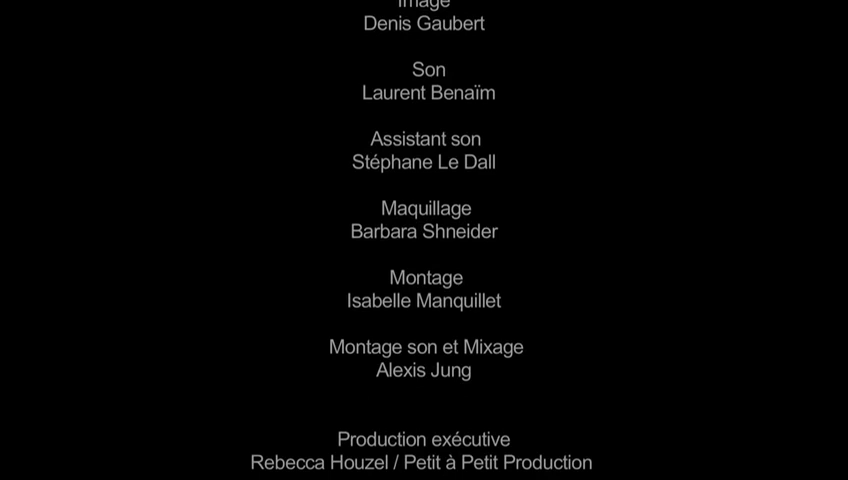 Image
Denis Gaubert
Son
Laurent Benaïm
Assistant son
Stéphane Le Dall
Maquillage
Barbara Shneider
Montage
Isabelle Manquillet
Montage son et Mixage
Alexis Jung
Production exécutive
Rebecca Houzel / Petit à Petit Production